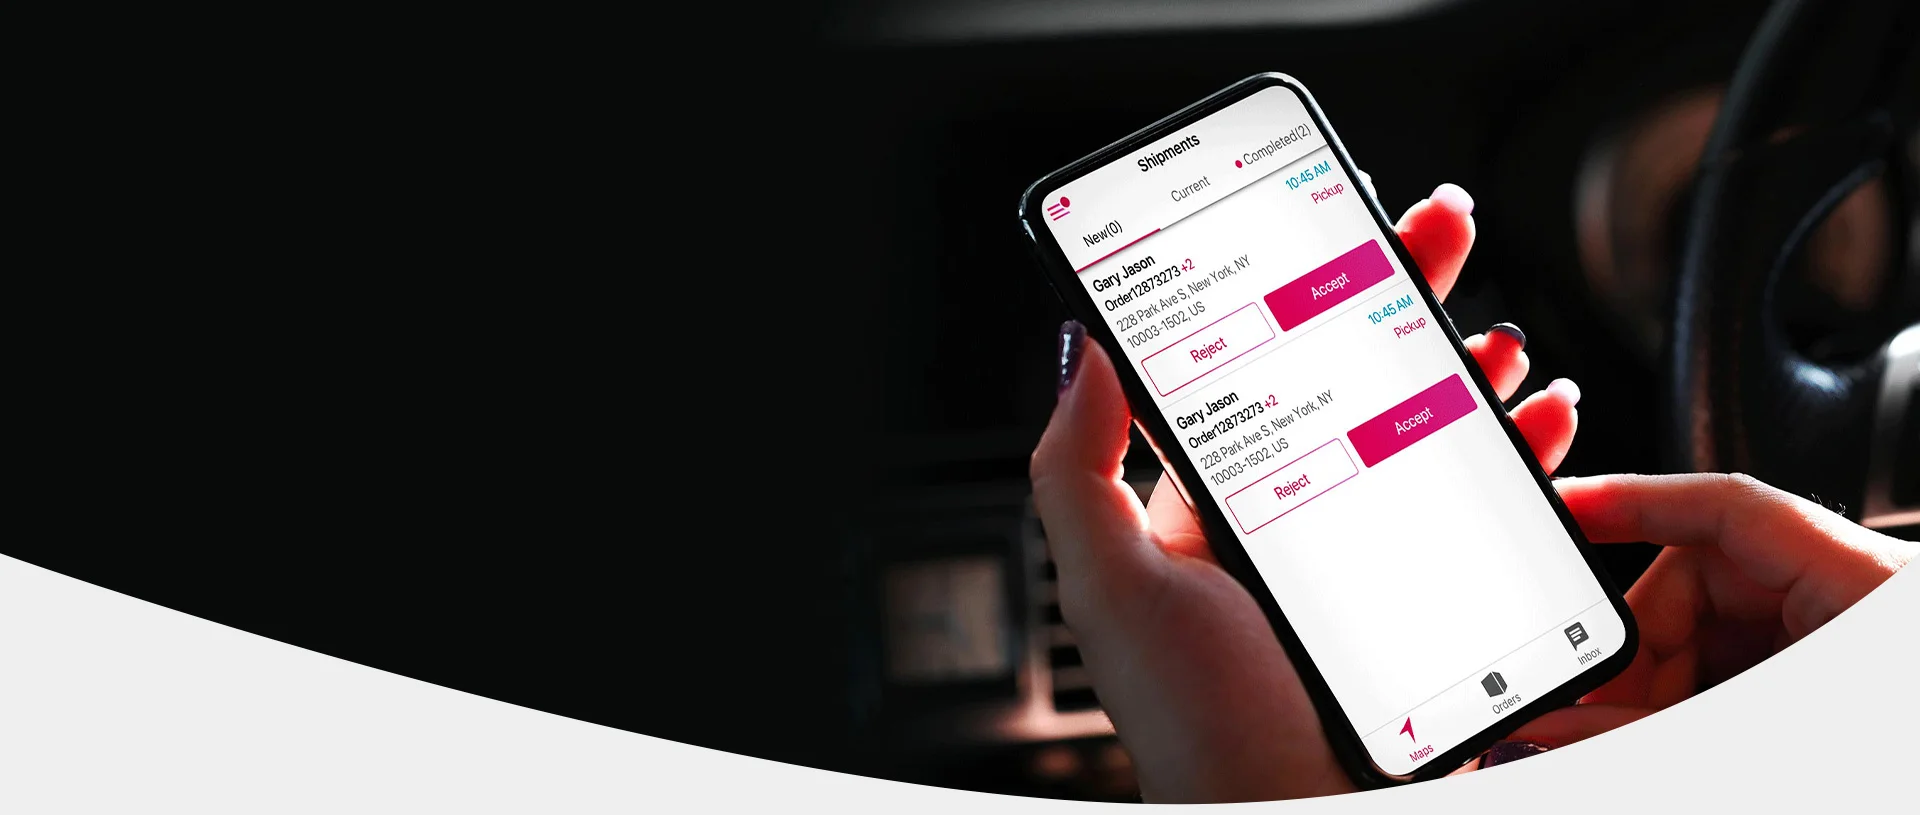 Shipments
New(0)
Current
Completed(2)
10:45 AM
Pickup
Gary Jason
Order12873273 +2
228 Park Ave S, New York, NY
10003-1502, US
Reject
Accept
10:45 AM
Pickup
Gary Jason
Order12873273 +2
228 Park Ave S, New York, NY
10003-1502, US
Reject
Accept
Maps
Orders
Inbox